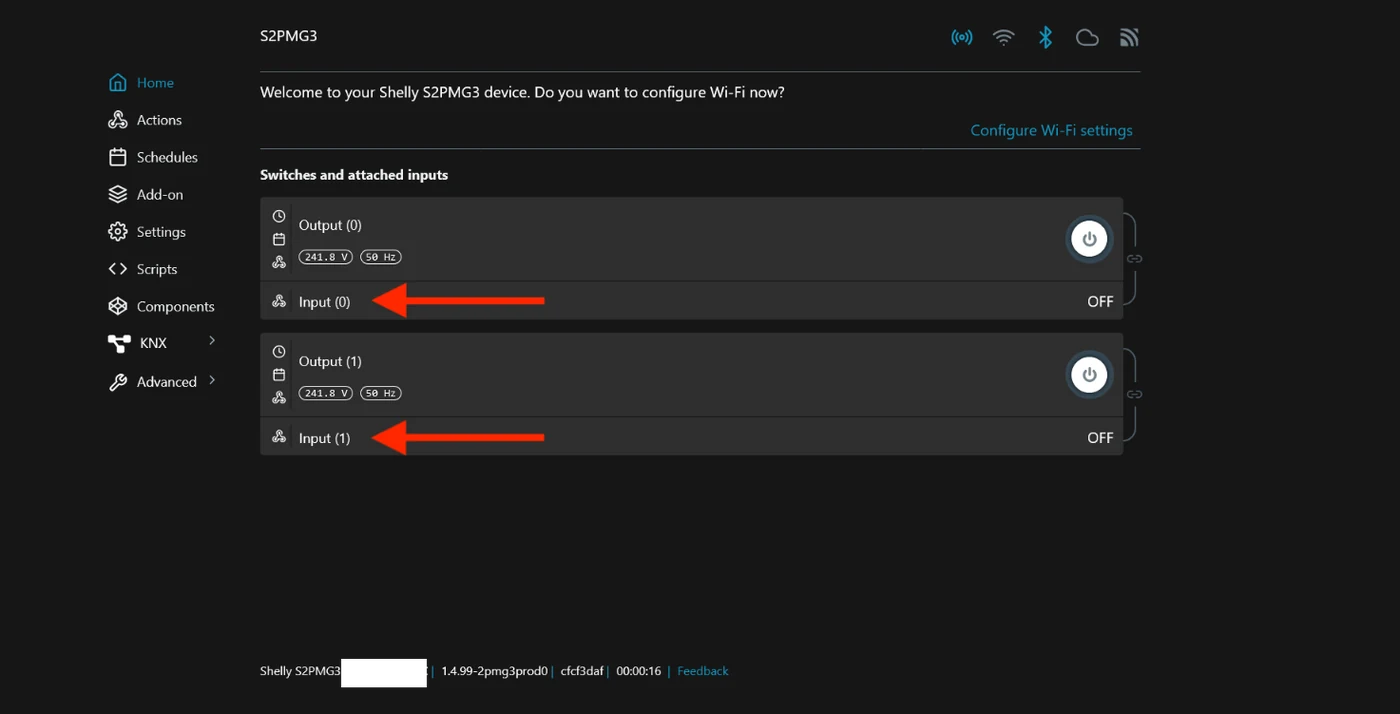 S2PMG3
Home
Actions
Schedules
Add-on
Settings
Scripts
Components
KNX
Advanced
Welcome to your Shelly S2PMG3 device. Do you want to configure Wi-Fi now?
Configure Wi-Fi settings
Switches and attached inputs
Output (0)
241.8 V 50 Hz
Input (0) OFF
Output (1)
241.8 V 50 Hz
Input (1) OFF
Shelly S2PMG3 | 1.4.99-2pmg3prod0 | cfcf3daf | 00:00:16 | Feedback